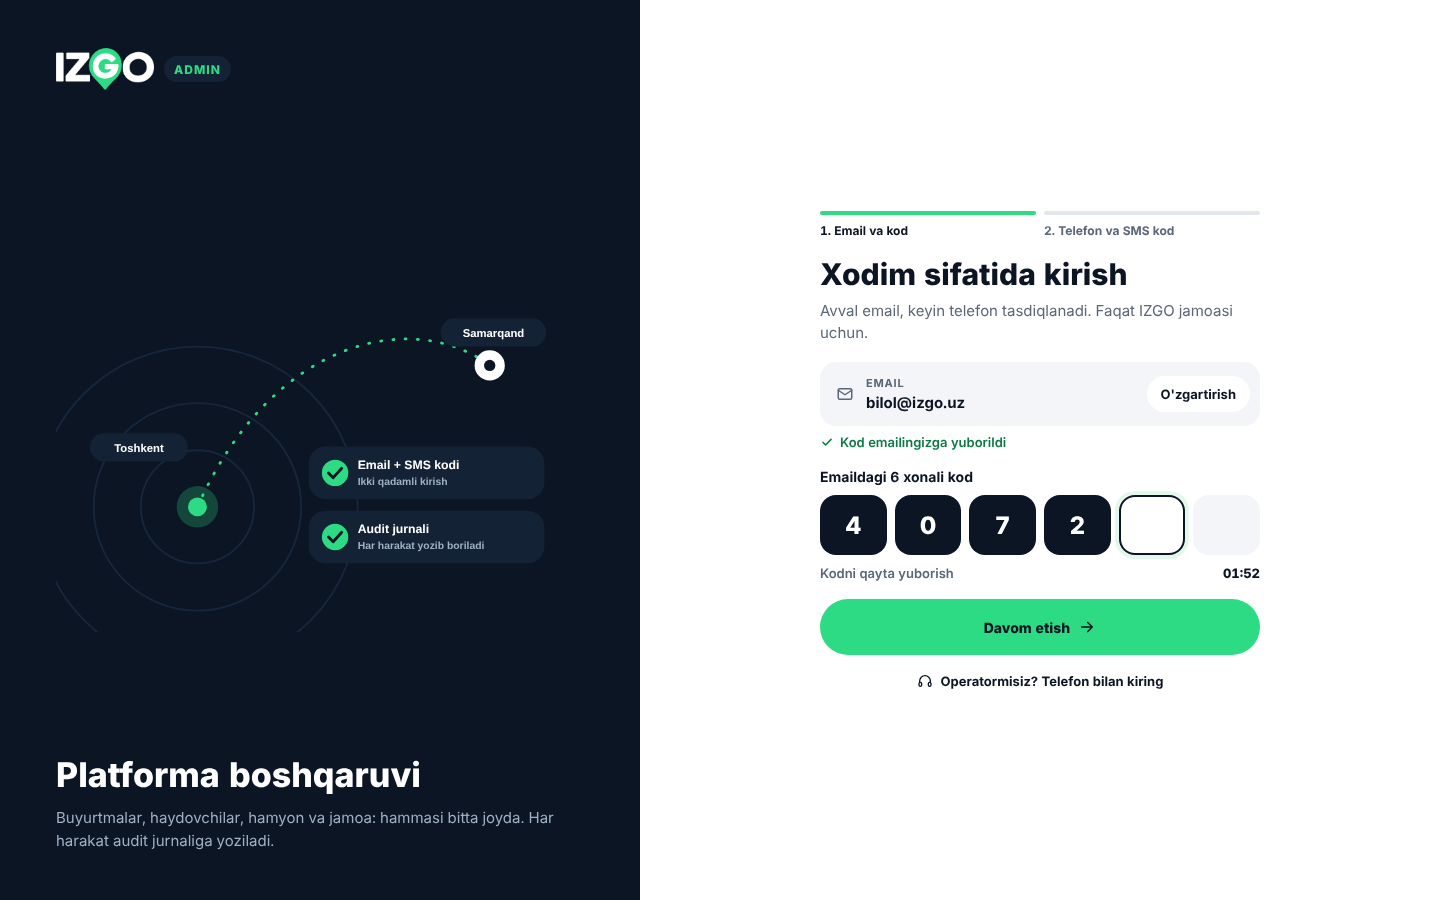 IZGO
ADMIN
Samarqand
Toshkent
Email + SMS kodi
Ikki qadamli kirish
Audit jurnali
Har harakat yozib boriladi
Platforma boshqaruvi
Buyurtmalar, haydovchilar, hamyon va jamoa: hammasi bitta joyda. Har
harakat audit jurnaliga yoziladi.
1. Email va kod
2. Telefon va SMS kod
Xodim sifatida kirish
Avval email, keyin telefon tasdiqlanadi. Faqat IZGO jamoasi
uchun.
EMAIL
bilol@izgo.uz
O'zgartirish
Kod emailingizga yuborildi
Emaildagi 6 xonali kod
4 0 7 2
Kodni qayta yuborish
01:52
Davom etish
Operatormisiz? Telefon bilan kiring